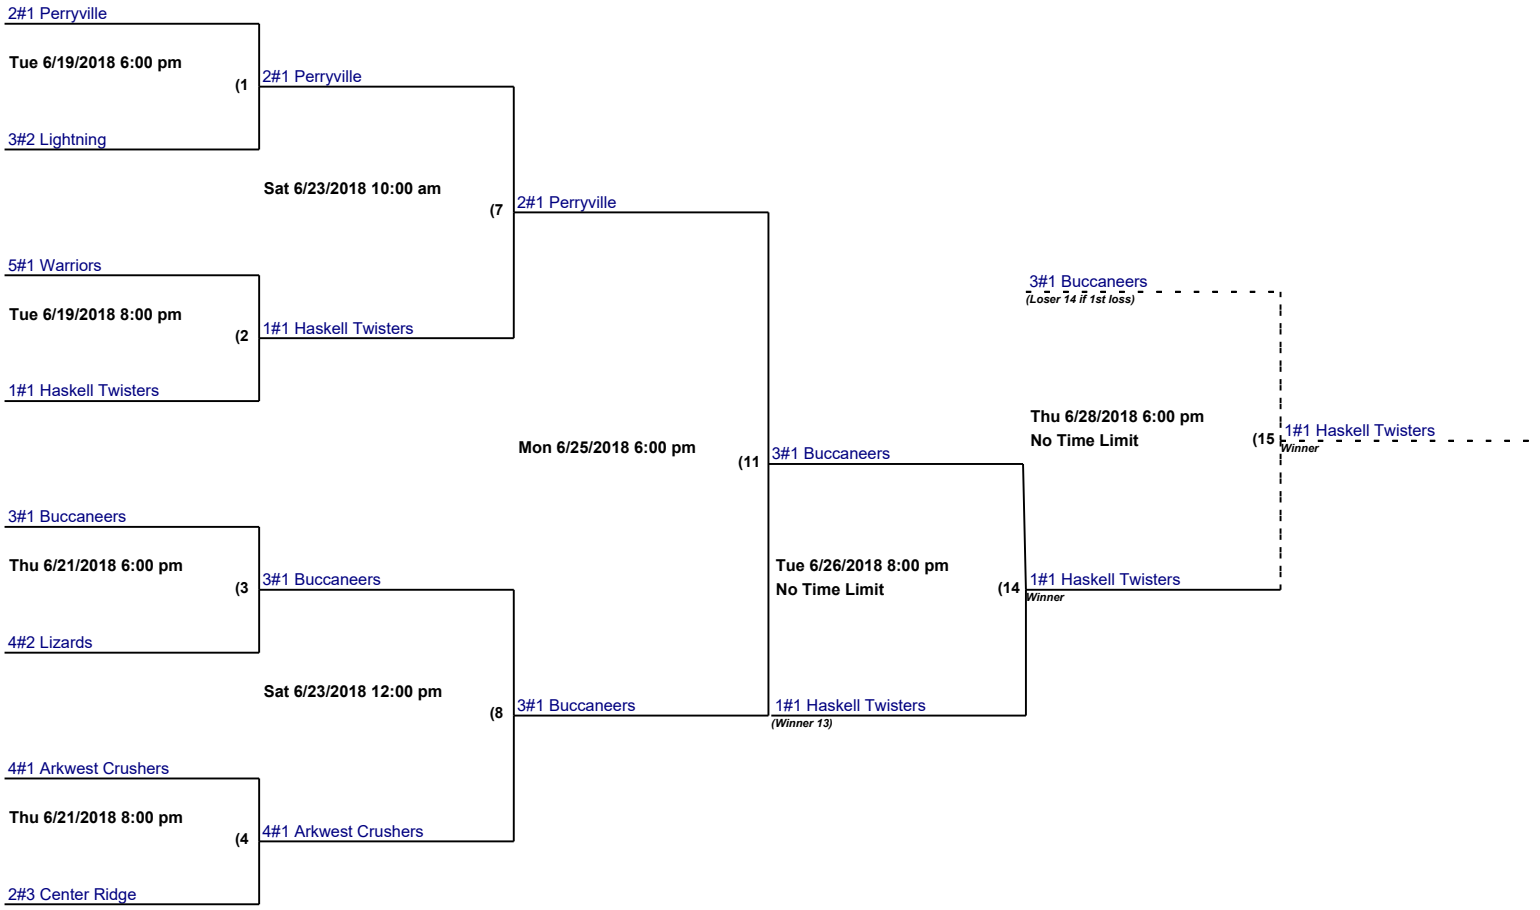 2#1 Perryville
Tue 6/19/2018 6:00 pm
(1
2#1 Perryville
3#2 Lightning
Sat 6/23/2018 10:00 am
(7
2#1 Perryville
5#1 Warriors
Tue 6/19/2018 8:00 pm
(2
1#1 Haskell Twisters
1#1 Haskell Twisters
3#1 Buccaneers
(Loser 14 if 1st loss)
Thu 6/28/2018 6:00 pm
No Time Limit
(15
1#1 Haskell Twisters
Winner
Mon 6/25/2018 6:00 pm
(11
3#1 Buccaneers
3#1 Buccaneers
Thu 6/21/2018 6:00 pm
(3
3#1 Buccaneers
4#2 Lizards
Tue 6/26/2018 8:00 pm
No Time Limit
(14
1#1 Haskell Twisters
Winner
Sat 6/23/2018 12:00 pm
(8
3#1 Buccaneers
1#1 Haskell Twisters
(Winner 13)
4#1 Arkwest Crushers
Thu 6/21/2018 8:00 pm
(4
4#1 Arkwest Crushers
2#3 Center Ridge